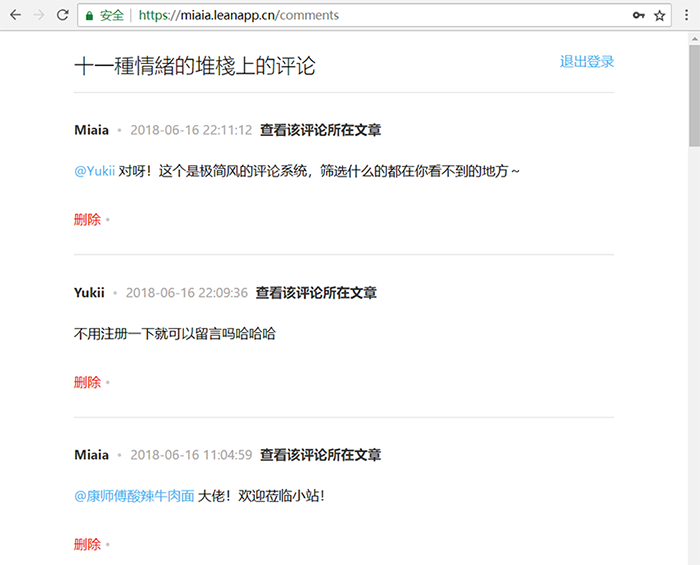 安全 https://miaia.leanapp.cn/comments
十一種情緒的堆棧上的评论 退出登录
Miaia • 2018-06-16 22:11:12 查看该评论所在文章
@Yukii 对呀！这个是极简风的评论系统，筛选什么的都在你看不到的地方～
删除 •
Yukii • 2018-06-16 22:09:36 查看该评论所在文章
不用注册一下就可以留言吗哈哈哈
删除 •
Miaia • 2018-06-16 11:04:59 查看该评论所在文章
@康师傅酸辣牛肉面 大佬！欢迎莅临小站！
删除 •